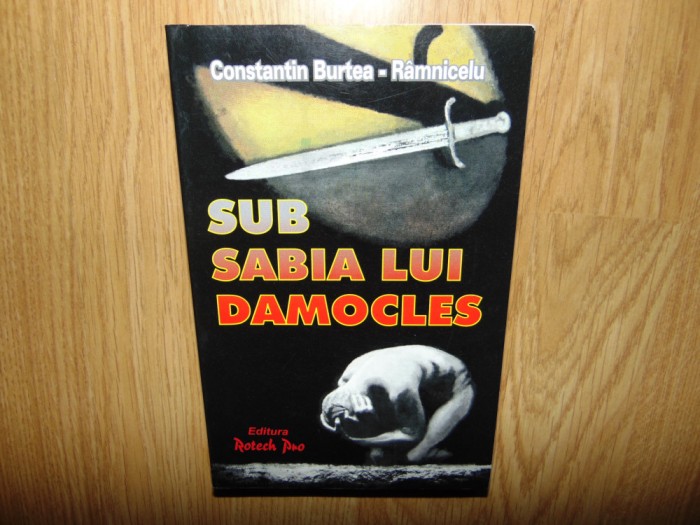 Constantin Burtea - Râmnicelu
SUB
SABIA LUI
DAMOCLES
Editura
Rotech Pro